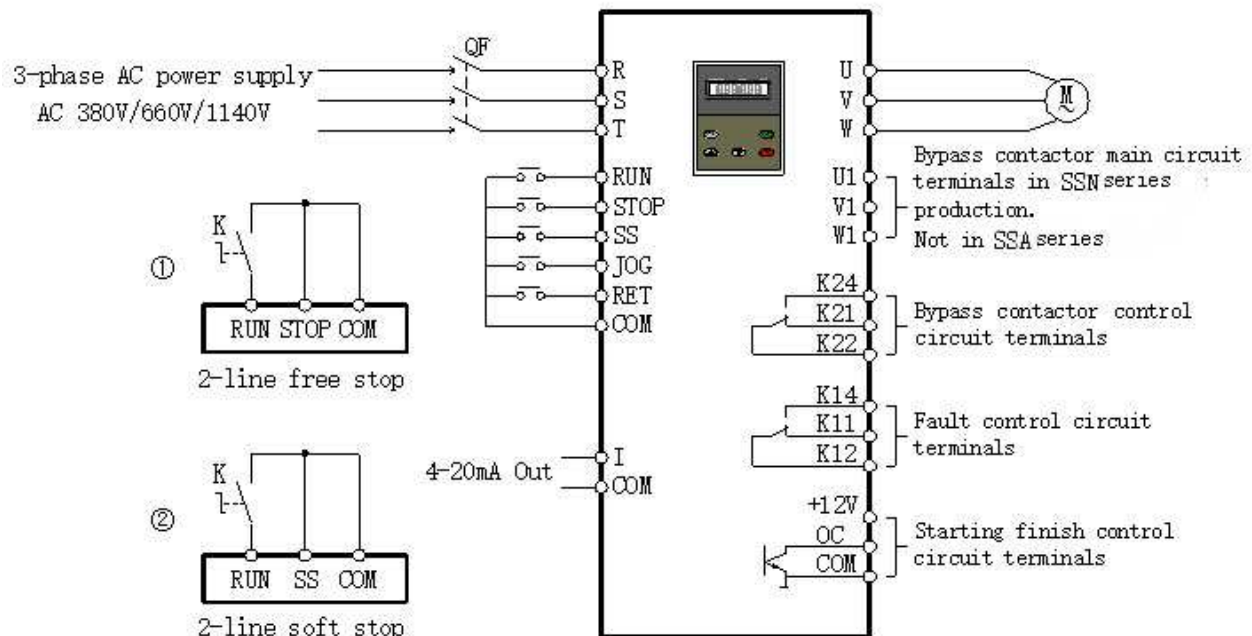 QF
3-phase AC power supply
AC 380V/660V/1140V
R
S
T
RUN
STOP
SS
JOG
RET
COM
4-20mA Out
I
COM
U
V
W
M
~
U1
V1
W1
Bypass contactor main circuit
terminals in SSN series
production.
Not in SSA series
K24
K21
K22
Bypass contactor control
circuit terminals
K14
K11
K12
Fault control circuit
terminals
+12V
OC
COM
Starting finish control
circuit terminals
①
K
RUN STOP COM
2-line free stop
②
K
RUN SS COM
2-line soft stop